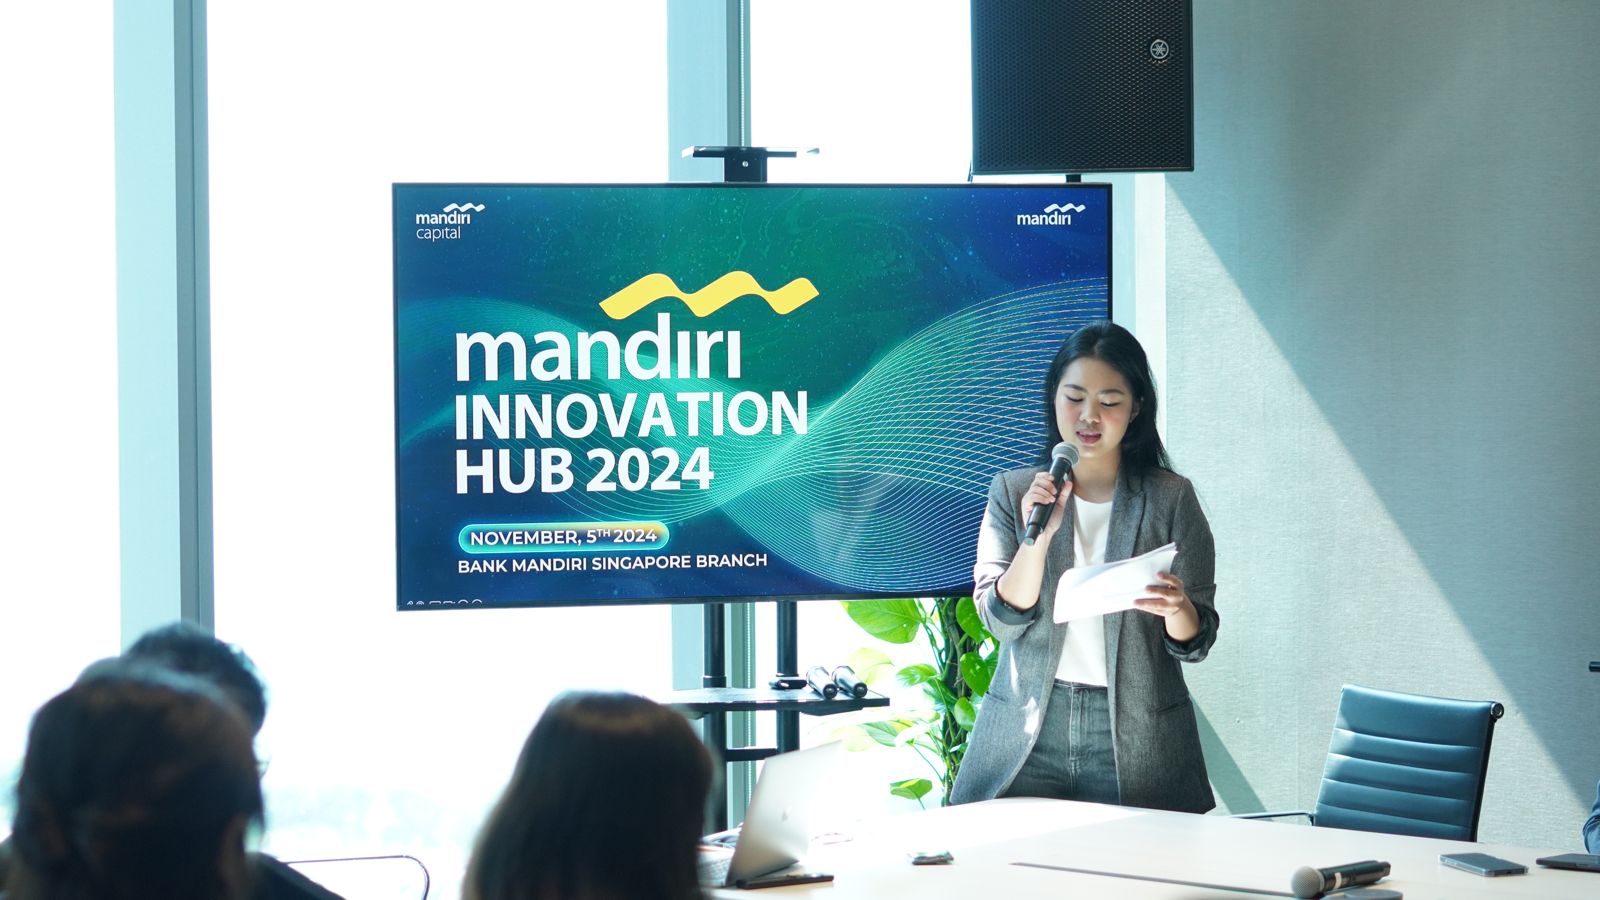 mandiri
capital
mandiri
mandiri
INNOVATION
HUB 2024
NOVEMBER, 5TH 2024
BANK MANDIRI SINGAPORE BRANCH